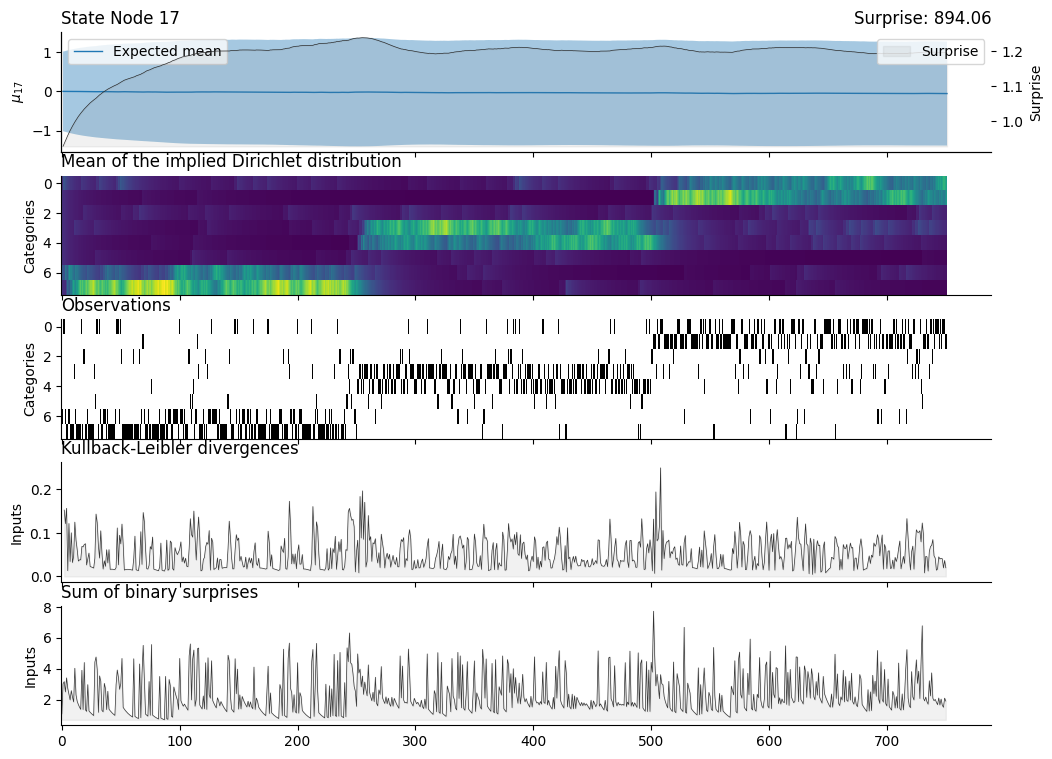 State Node 17
Surprise: 894.06
Expected mean
Surprise
1
0
−1
μ17
1.2
1.1
1.0
Surprise
Mean of the implied Dirichlet distribution
0
2
4
6
Categories
Observations
0
2
4
6
Categories
Kullback-Leibler divergences
0.2
0.1
0.0
Inputs
Sum of binary surprises
8
6
4
2
Inputs
0 100 200 300 400 500 600 700